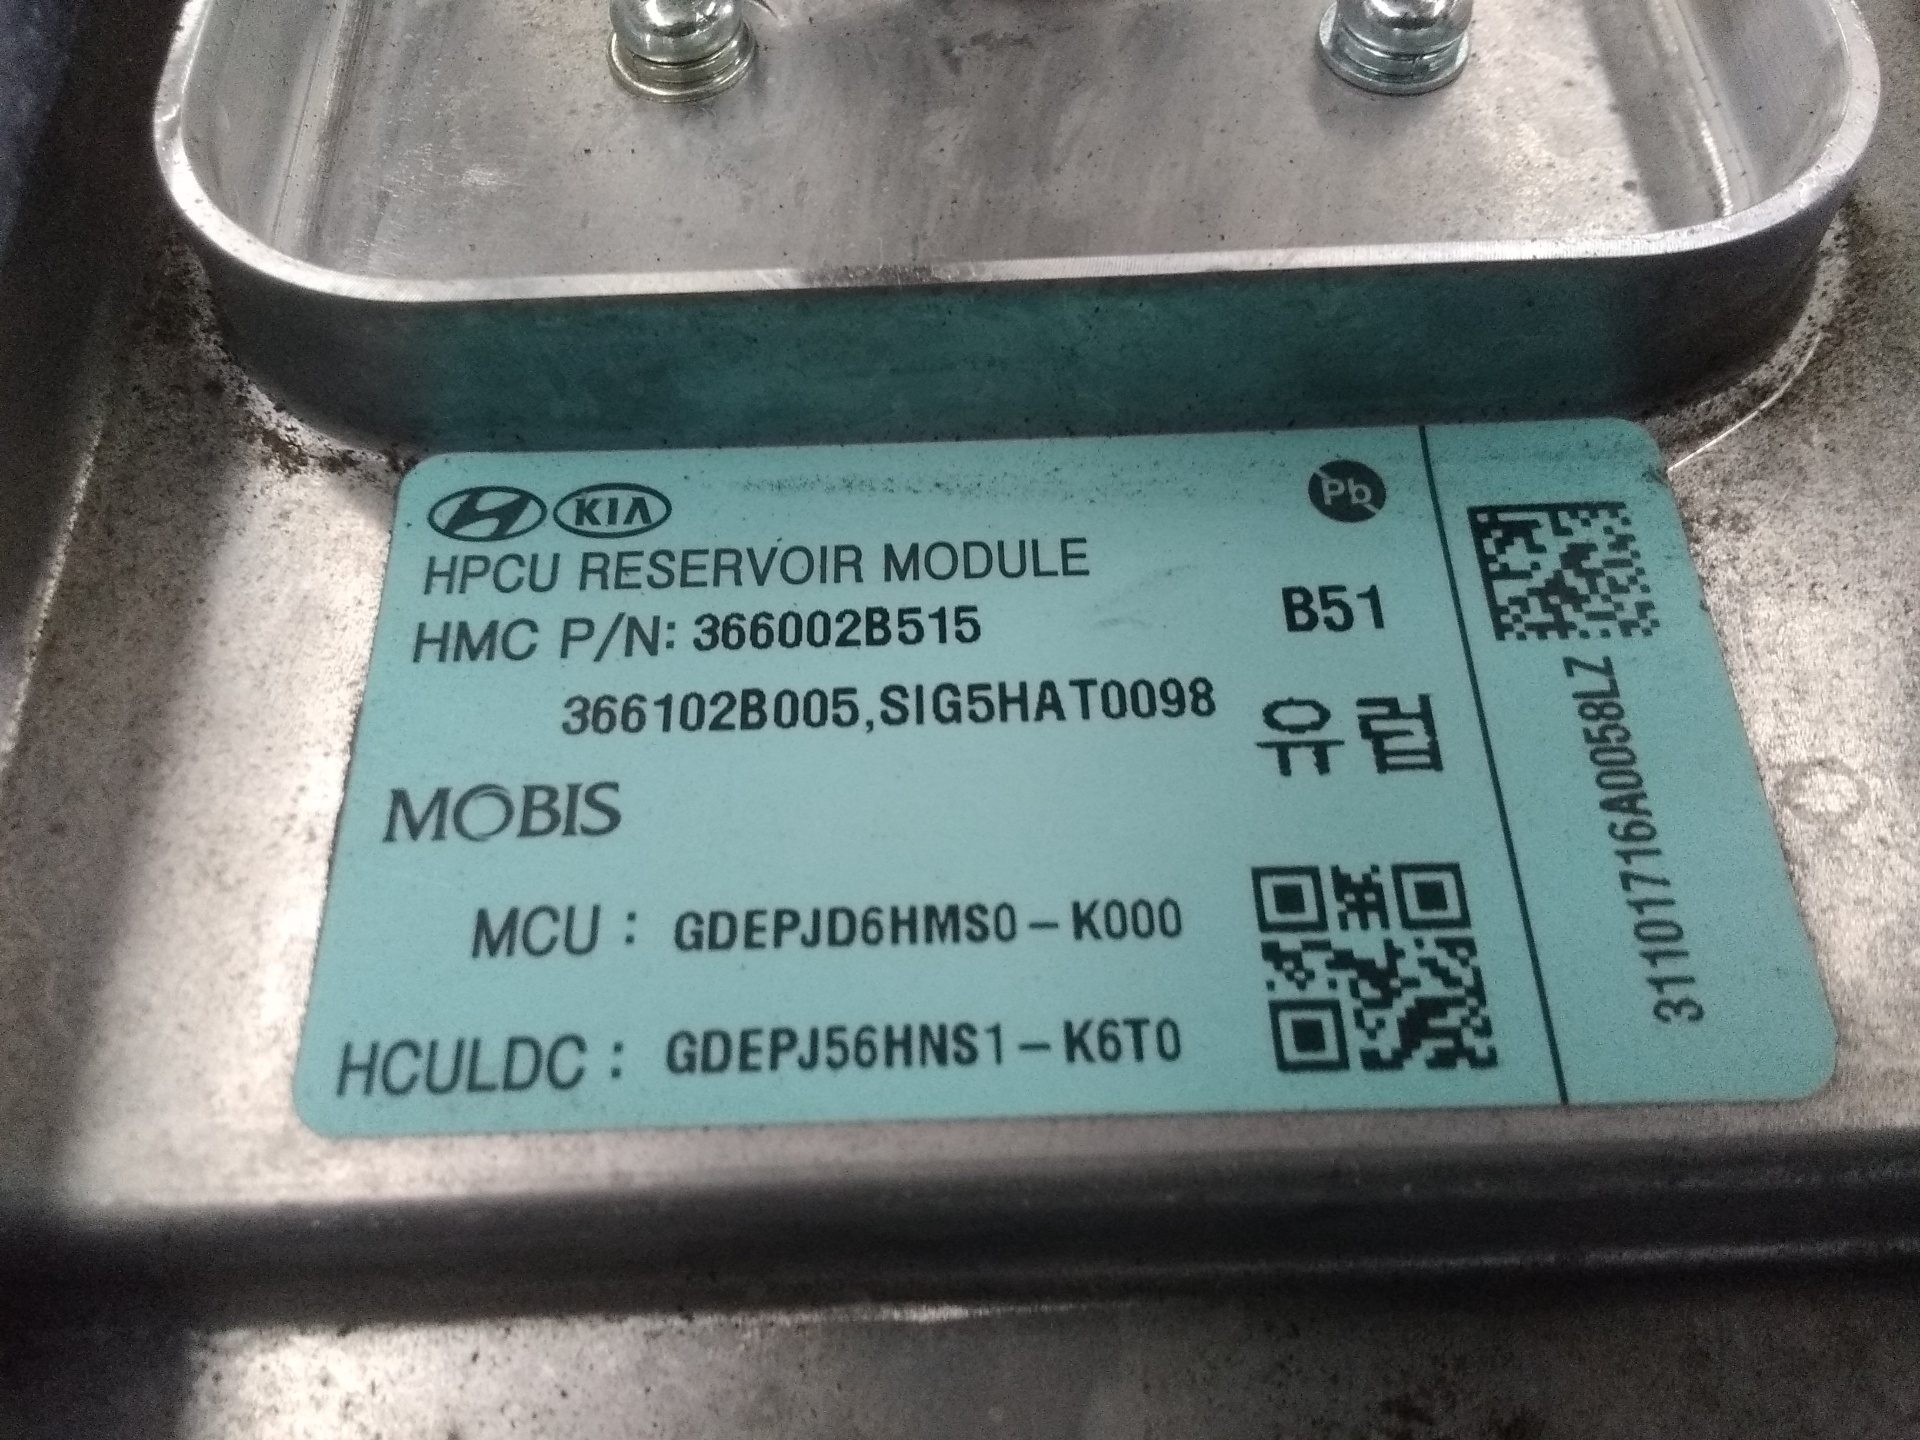 KIA
Pb
HPCU RESERVOIR MODULE
HMC P/N: 366002B515
B51
366102B005,SIG5HAT0098
유럽
MOBIS
MCU : GDEPJD6HMS0-K000
HCULDC : GDEPJ56HNS1-K6T0
31101716A0058LZ